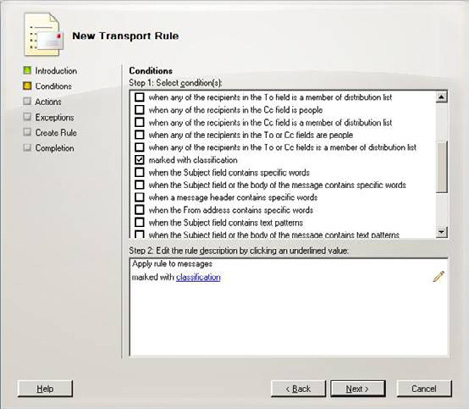 New Transport Rule
Introduction
Conditions
Actions
Exceptions
Create Rule
Completion
Conditions
Step 1: Select condition(s):
when any of the recipients in the To field is a member of distribution list
when any of the recipients in the Cc field is people
when any of the recipients in the Cc field is a member of distribution list
when any of the recipients in the To or Cc fields are people
when any of the recipients in the To or Cc fields is a member of distribution list
marked with classification
when the Subject field contains specific words
when the Subject field or the body of the message contains specific words
when a message header contains specific words
when the From address contains specific words
when the Subject field contains text patterns
when the Subject field or the body of the message contains text patterns
Step 2: Edit the rule description by clicking an underlined value:
Apply rule to messages
marked with classification
Help
< Back
Next >
Cancel